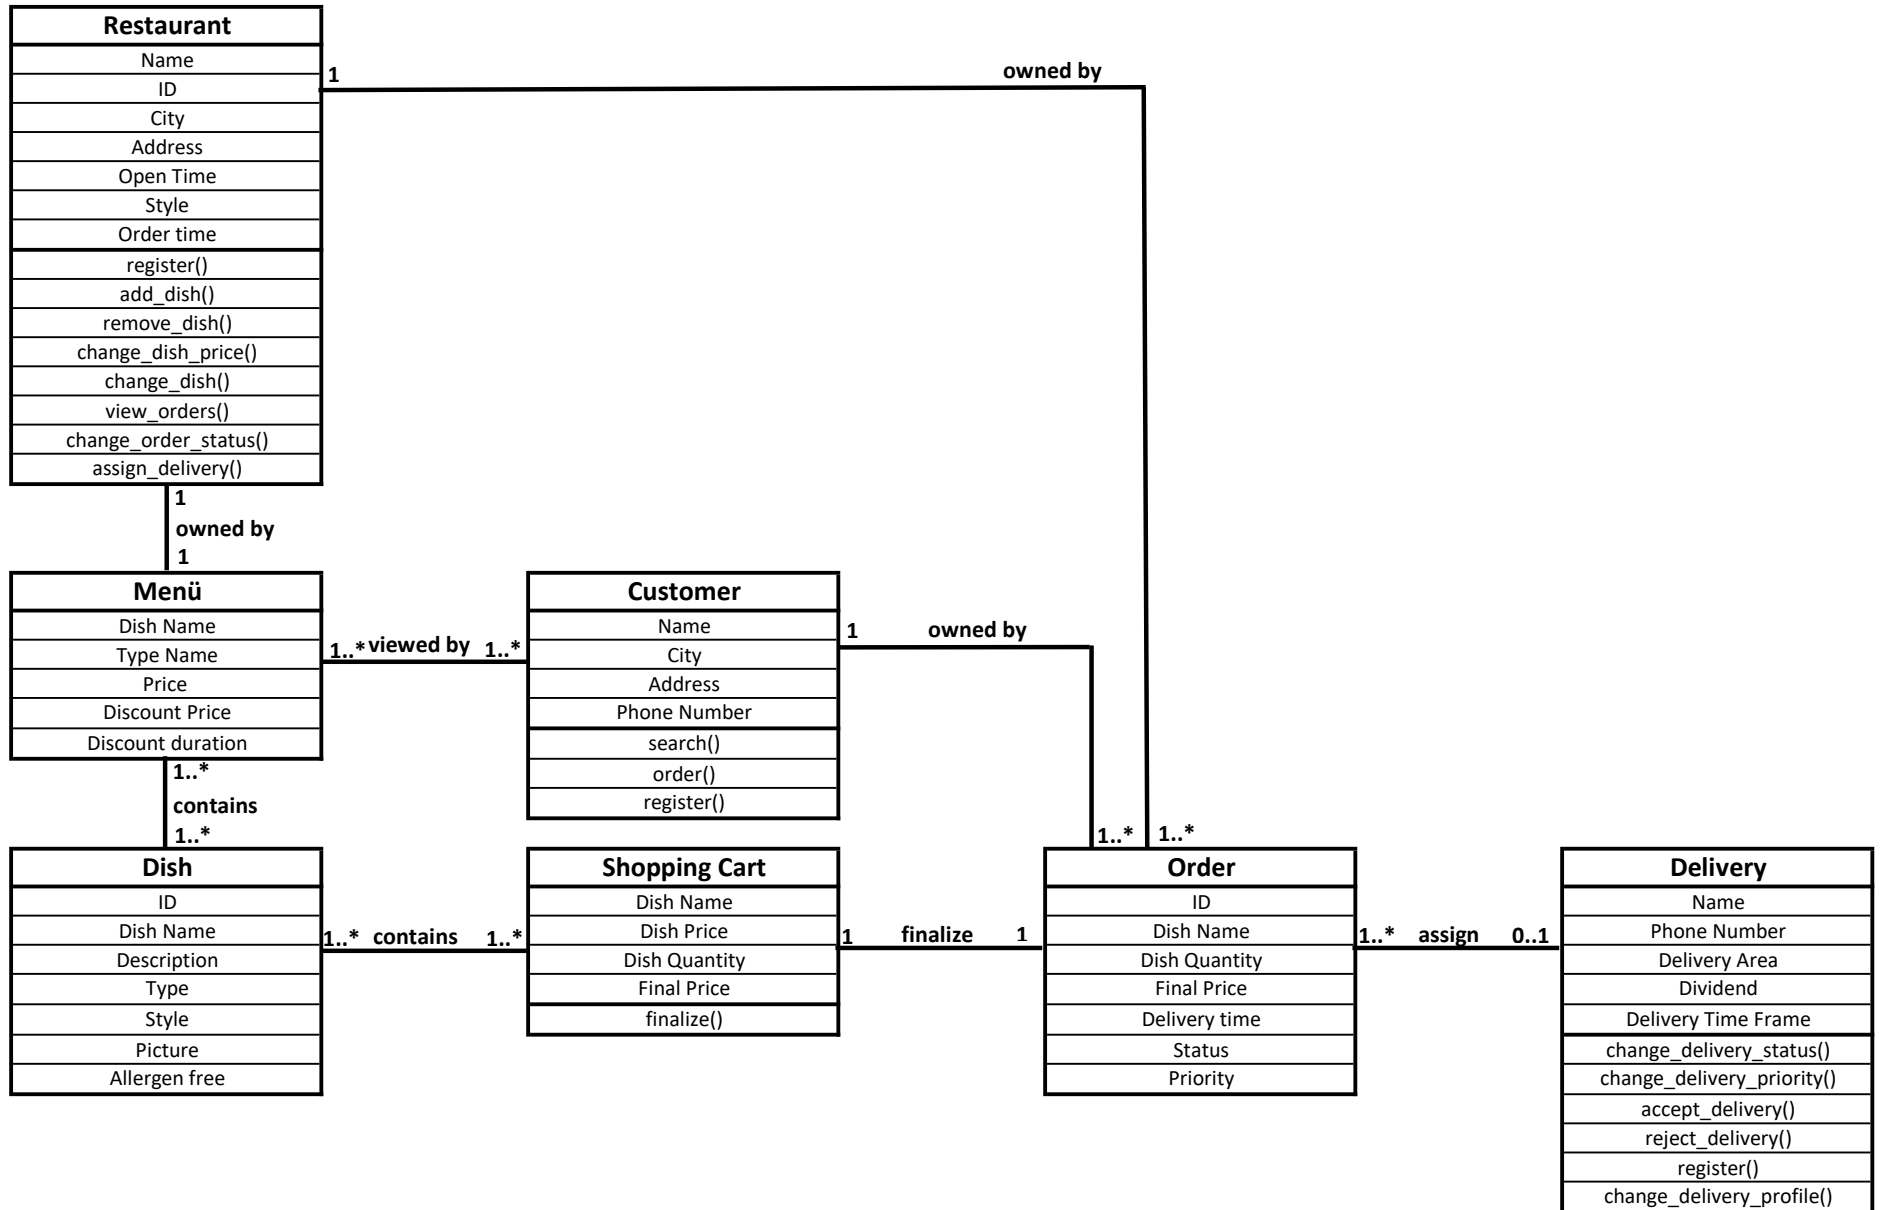 Restaurant
Name
ID
City
Address
Open Time
Style
Order time
register()
add_dish()
remove_dish()
change_dish_price()
change_dish()
view_orders()
change_order_status()
assign_delivery()
1
owned by
1
owned by
1
Menü
Dish Name
Type Name
Price
Discount Price
Discount duration
1..* viewed by 1..*
Customer
Name
City
Address
Phone Number
search()
order()
register()
1
owned by
1..*
1..*
1..*
contains
1..*
Dish
ID
Dish Name
Description
Type
Style
Picture
Allergen free
1..* contains 1..*
Shopping Cart
Dish Name
Dish Price
Dish Quantity
Final Price
finalize()
1 finalize 1
Order
ID
Dish Name
Dish Quantity
Final Price
Delivery time
Status
Priority
1..* assign 0..1
Delivery
Name
Phone Number
Delivery Area
Dividend
Delivery Time Frame
change_delivery_status()
change_delivery_priority()
accept_delivery()
reject_delivery()
register()
change_delivery_profile()